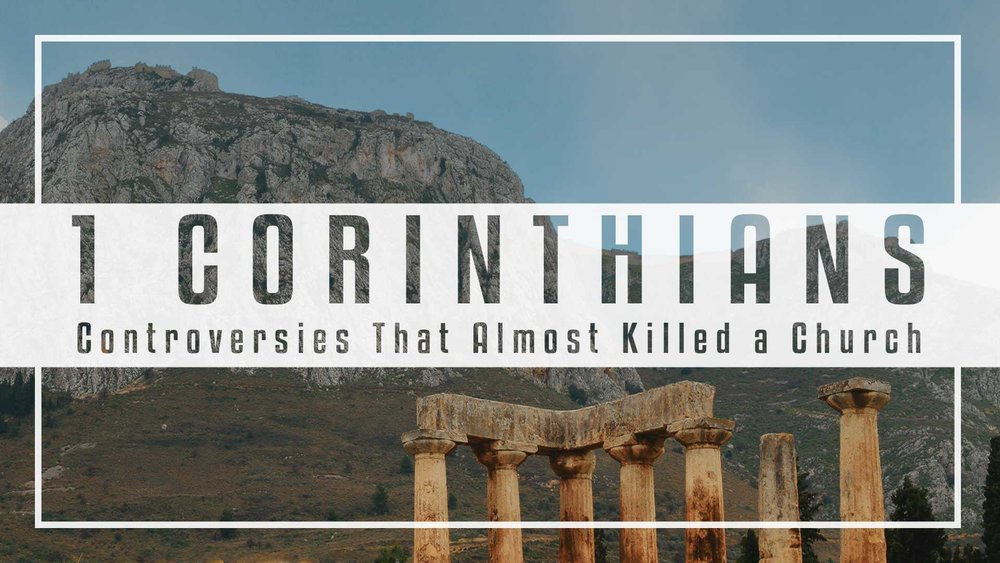 1 CORINTHIANS
Controversies That Almost Killed a Church